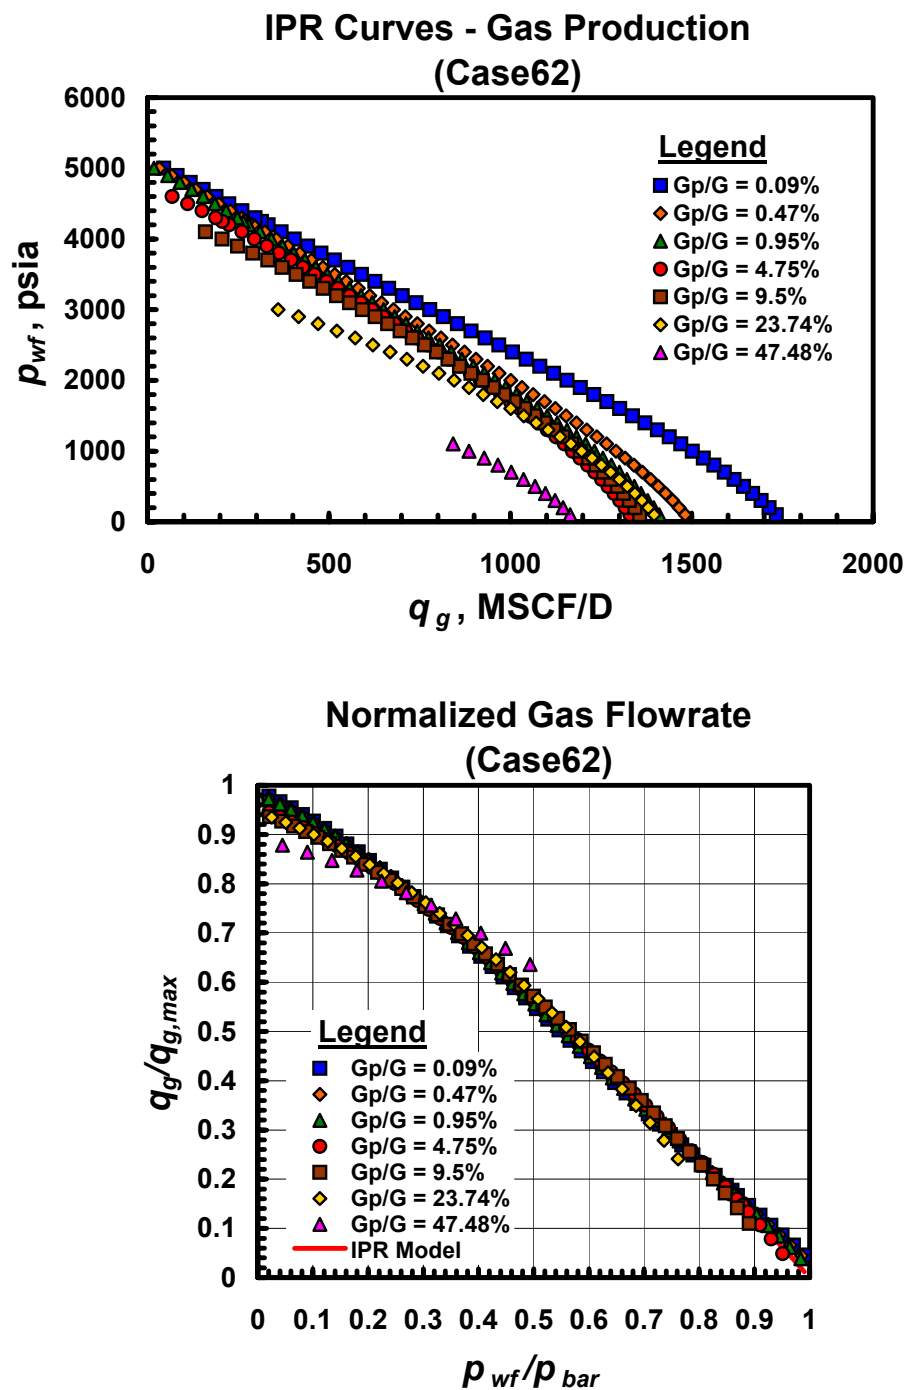 IPR Curves - Gas Production
(Case62)
6000
5000
4000
3000
2000
1000
0
p wf , psia
Legend
Gp/G = 0.09%
Gp/G = 0.47%
Gp/G = 0.95%
Gp/G = 4.75%
Gp/G = 9.5%
Gp/G = 23.74%
Gp/G = 47.48%
0 500 1000 1500 2000
q g , MSCF/D
Normalized Gas Flowrate
(Case62)
1
0.9
0.8
0.7
0.6
0.5
0.4
0.3
0.2
0.1
0
q g/q g,max
Legend
Gp/G = 0.09%
Gp/G = 0.47%
Gp/G = 0.95%
Gp/G = 4.75%
Gp/G = 9.5%
Gp/G = 23.74%
Gp/G = 47.48%
IPR Model
0 0.1 0.2 0.3 0.4 0.5 0.6 0.7 0.8 0.9 1
p wf /p bar